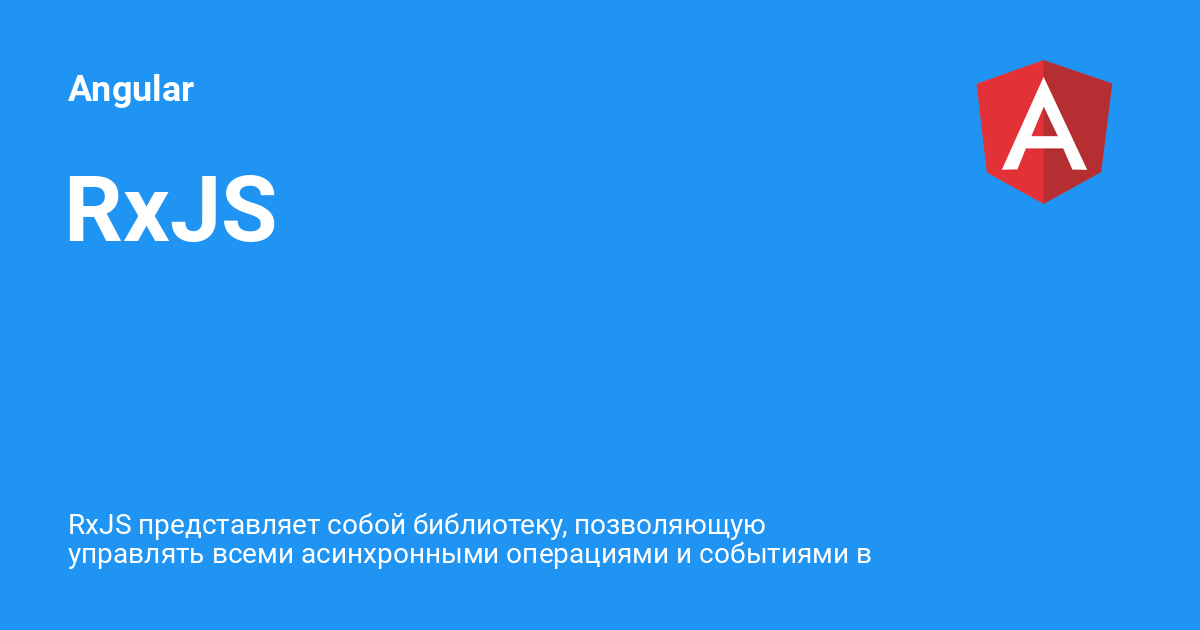 Angular
RxJS
RxJS представляет собой библиотеку, позволяющую
управлять всеми асинхронными операциями и событиями в